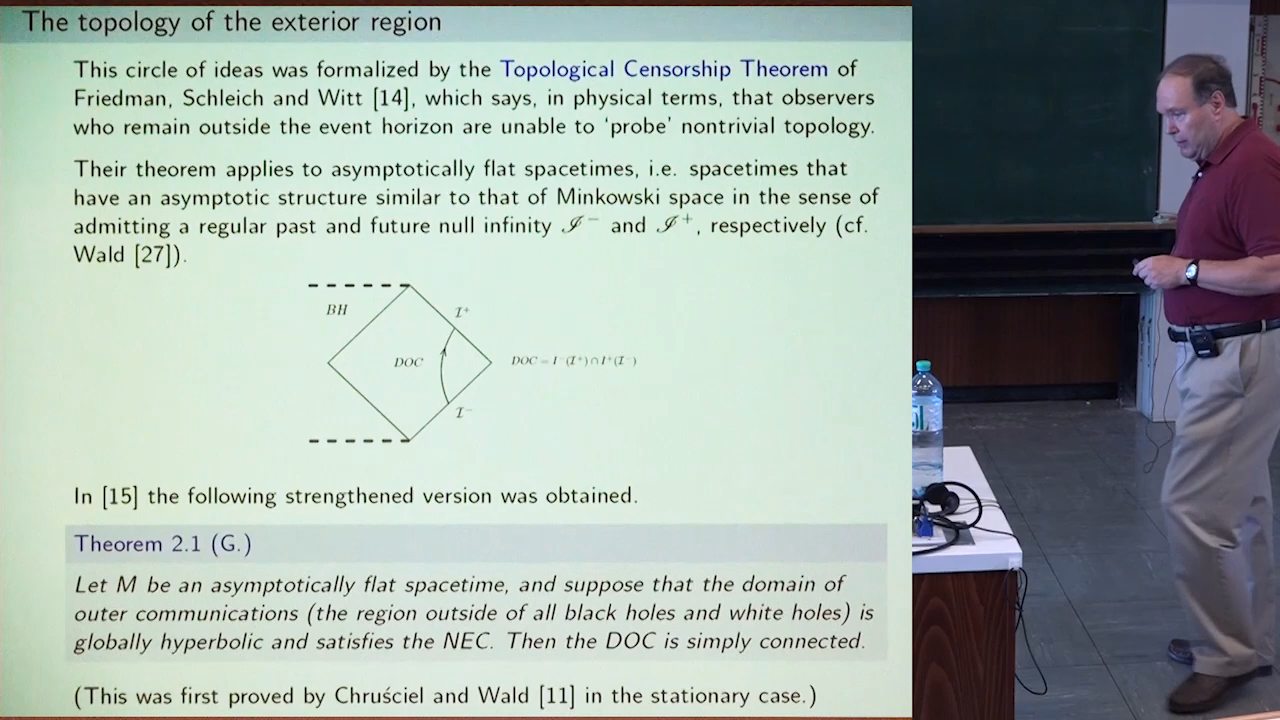 The topology of the exterior region
This circle of ideas was formalized by the Topological Censorship Theorem of
Friedman, Schleich and Witt [14], which says, in physical terms, that observers
who remain outside the event horizon are unable to ‘probe’ nontrivial topology.
Their theorem applies to asymptotically flat spacetimes, i.e. spacetimes that
have an asymptotic structure similar to that of Minkowski space in the sense of
admitting a regular past and future null infinity ℐ⁻ and ℐ⁺, respectively (cf.
Wald [27]).
BH
ℐ⁺
DOC
DOC = I⁻(ℐ⁺) ∩ I⁺(ℐ⁻)
ℐ⁻
In [15] the following strengthened version was obtained.
Theorem 2.1 (G.)
Let M be an asymptotically flat spacetime, and suppose that the domain of
outer communications (the region outside of all black holes and white holes) is
globally hyperbolic and satisfies the NEC. Then the DOC is simply connected.
(This was first proved by Chruściel and Wald [11] in the stationary case.)